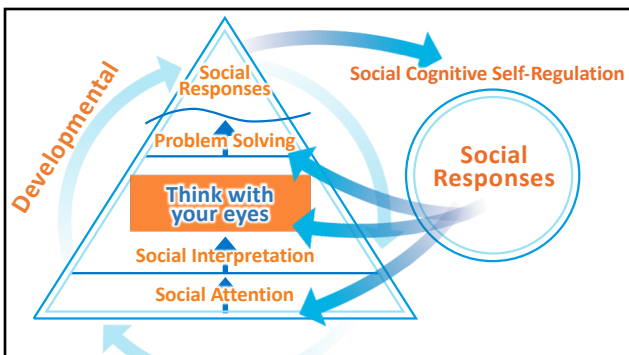 Social
Responses
Social Cognitive Self-Regulation
Developmental
Problem Solving
Social
Responses
Think with
your eyes
Social Interpretation
Social Attention